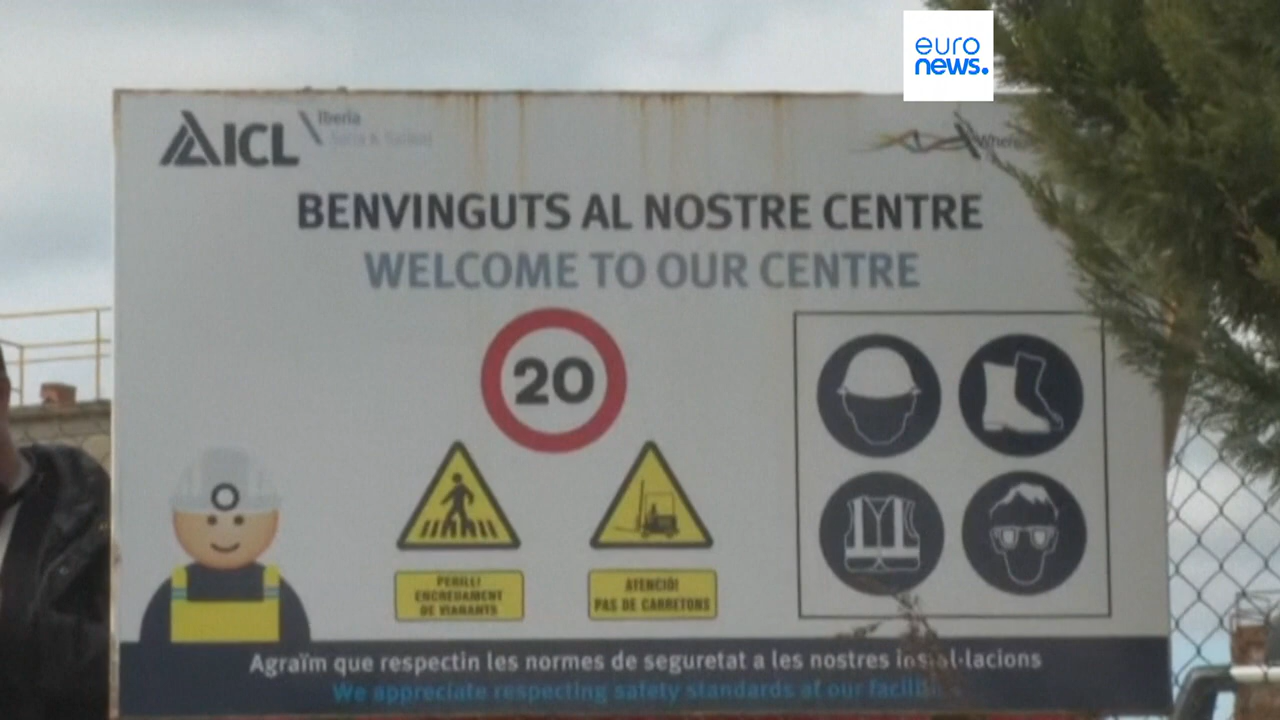 euro
news.
ICL
Iberia
BENVINGUTS AL NOSTRE CENTRE
WELCOME TO OUR CENTRE
20
PERILL!
ENCREUAMENT
DE VIANANTS
ATENCIÓ!
PAS DE CARRETONS
Agraïm que respectin les normes de seguretat a les nostres instal·lacions
We appreciate respecting safety standards at our